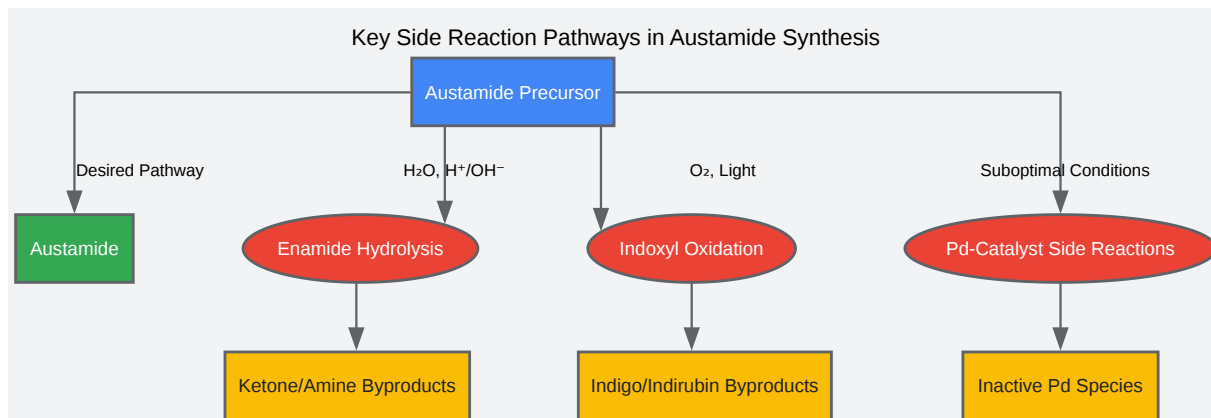 Key Side Reaction Pathways in Austamide Synthesis
Austamide Precursor
Desired Pathway
H₂O, H⁺/OH⁻
O₂, Light
Suboptimal Conditions
Austamide
Enamide Hydrolysis
Indoxyl Oxidation
Pd-Catalyst Side Reactions
Ketone/Amine Byproducts
Indigo/Indirubin Byproducts
Inactive Pd Species